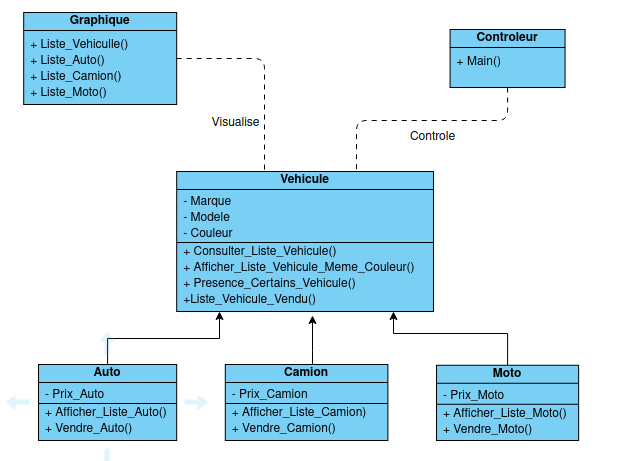 Graphique
+ Liste_Vehiculle()
+ Liste_Auto()
+ Liste_Camion()
+ Liste_Moto()
Controleur
+ Main()
Visualise
Controle
Vehicule
- Marque
- Modele
- Couleur
+ Consulter_Liste_Vehicule()
+ Afficher_Liste_Vehicule_Meme_Couleur()
+ Presence_Certains_Vehicule()
+Liste_Vehicule_Vendu()
Auto
- Prix_Auto
+ Afficher_Liste_Auto()
+ Vendre_Auto()
Camion
- Prix_Camion
+ Afficher_Liste_Camion)
+ Vendre_Camion()
Moto
- Prix_Moto
+ Afficher_Liste_Moto()
+ Vendre_Moto()